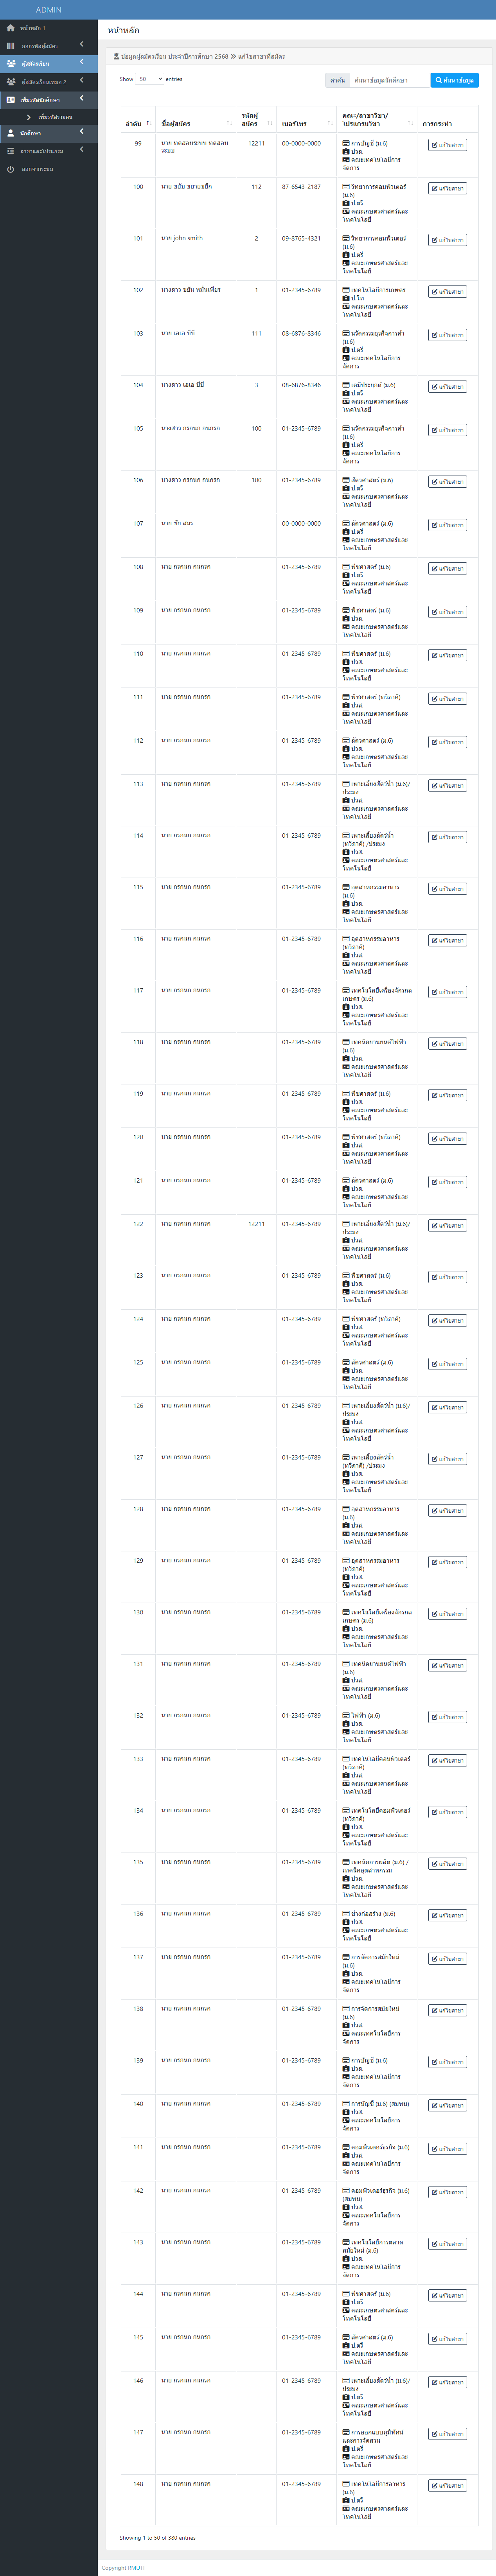 ADMIN
หน้าหลัก 1
ออกรหัสผู้สมัคร
ผู้สมัครเรียน
ผู้สมัครเรียนเทอม 2
เพิ่มรหัสนักศึกษา
เพิ่มรหัสรายคน
นักศึกษา
สาขาและโปรแกรม
ออกจากระบบ
หน้าหลัก
ข้อมูลผู้สมัครเรียน ประจำปีการศึกษา 2568 แก้ไขสาขาที่สมัคร
Show 50 entries
คำค้น ค้นหาข้อมูลนักศึกษา ค้นหาข้อมูล
ลำดับ ชื่อผู้สมัคร รหัสผู้สมัคร เบอร์โทร คณะ/สาขาวิชา/โปรแกรมวิชา การกระทำ
99 นาย ทดสอบระบบ ทดสอบระบบ 12211 00-0000-0000 การบัญชี (ม.6) แก้ไขสาขา
ปวส.
คณะเทคโนโลยีการจัดการ
100 นาย ขยับ ขยายขยึก 112 87-6543-2187 วิทยาการคอมพิวเตอร์ (ม.6) แก้ไขสาขา
ป.ตรี
คณะเกษตรศาสตร์และเทคโนโลยี
101 นาย john smith 2 09-8765-4321 วิทยาการคอมพิวเตอร์ (ม.6) แก้ไขสาขา
ป.ตรี
คณะเกษตรศาสตร์และเทคโนโลยี
102 นางสาว ขยัน หมั่นเพียร 1 01-2345-6789 เทคโนโลยีการเกษตร แก้ไขสาขา
ป.โท
คณะเกษตรศาสตร์และเทคโนโลยี
103 นาย เอเอ บีบี 111 08-6876-8346 นวัตกรรมธุรกิจการค้า (ม.6) แก้ไขสาขา
ป.ตรี
คณะเทคโนโลยีการจัดการ
104 นางสาว เอเอ บีบี 3 08-6876-8346 เคมีประยุกต์ (ม.6) แก้ไขสาขา
ป.ตรี
คณะเกษตรศาสตร์และเทคโนโลยี
105 นางสาว กรกนก กนกรก 100 01-2345-6789 นวัตกรรมธุรกิจการค้า (ม.6) แก้ไขสาขา
ป.ตรี
คณะเทคโนโลยีการจัดการ
106 นางสาว กรกนก กนกรก 100 01-2345-6789 สัตวศาสตร์ (ม.6) แก้ไขสาขา
ป.ตรี
คณะเกษตรศาสตร์และเทคโนโลยี
107 นาย ชัย สมร 00-0000-0000 สัตวศาสตร์ (ม.6) แก้ไขสาขา
ป.ตรี
คณะเกษตรศาสตร์และเทคโนโลยี
108 นาย กรกนก กนกรก 01-2345-6789 พืชศาสตร์ (ม.6) แก้ไขสาขา
ป.ตรี
คณะเกษตรศาสตร์และเทคโนโลยี
109 นาย กรกนก กนกรก 01-2345-6789 พืชศาสตร์ (ม.6) แก้ไขสาขา
ปวส.
คณะเกษตรศาสตร์และเทคโนโลยี
110 นาย กรกนก กนกรก 01-2345-6789 พืชศาสตร์ (ม.6) แก้ไขสาขา
ปวส.
คณะเกษตรศาสตร์และเทคโนโลยี
111 นาย กรกนก กนกรก 01-2345-6789 พืชศาสตร์ (ทวิภาคี) แก้ไขสาขา
ปวส.
คณะเกษตรศาสตร์และเทคโนโลยี
112 นาย กรกนก กนกรก 01-2345-6789 สัตวศาสตร์ (ม.6) แก้ไขสาขา
ปวส.
คณะเกษตรศาสตร์และเทคโนโลยี
113 นาย กรกนก กนกรก 01-2345-6789 เพาะเลี้ยงสัตว์น้ำ (ม.6)/ประมง แก้ไขสาขา
ปวส.
คณะเกษตรศาสตร์และเทคโนโลยี
114 นาย กรกนก กนกรก 01-2345-6789 เพาะเลี้ยงสัตว์น้ำ (ทวิภาคี) /ประมง แก้ไขสาขา
ปวส.
คณะเกษตรศาสตร์และเทคโนโลยี
115 นาย กรกนก กนกรก 01-2345-6789 อุตสาหกรรมอาหาร (ม.6) แก้ไขสาขา
ปวส.
คณะเกษตรศาสตร์และเทคโนโลยี
116 นาย กรกนก กนกรก 01-2345-6789 อุตสาหกรรมอาหาร (ทวิภาคี) แก้ไขสาขา
ปวส.
คณะเกษตรศาสตร์และเทคโนโลยี
117 นาย กรกนก กนกรก 01-2345-6789 เทคโนโลยีเครื่องจักรกลเกษตร (ม.6) แก้ไขสาขา
ปวส.
คณะเกษตรศาสตร์และเทคโนโลยี
118 นาย กรกนก กนกรก 01-2345-6789 เทคนิคยานยนต์ไฟฟ้า (ม.6) แก้ไขสาขา
ปวส.
คณะเกษตรศาสตร์และเทคโนโลยี
119 นาย กรกนก กนกรก 01-2345-6789 พืชศาสตร์ (ม.6) แก้ไขสาขา
ปวส.
คณะเกษตรศาสตร์และเทคโนโลยี
120 นาย กรกนก กนกรก 01-2345-6789 พืชศาสตร์ (ทวิภาคี) แก้ไขสาขา
ปวส.
คณะเกษตรศาสตร์และเทคโนโลยี
121 นาย กรกนก กนกรก 01-2345-6789 สัตวศาสตร์ (ม.6) แก้ไขสาขา
ปวส.
คณะเกษตรศาสตร์และเทคโนโลยี
122 นาย กรกนก กนกรก 12211 01-2345-6789 เพาะเลี้ยงสัตว์น้ำ (ม.6)/ประมง แก้ไขสาขา
ปวส.
คณะเกษตรศาสตร์และเทคโนโลยี
123 นาย กรกนก กนกรก 01-2345-6789 พืชศาสตร์ (ม.6) แก้ไขสาขา
ปวส.
คณะเกษตรศาสตร์และเทคโนโลยี
124 นาย กรกนก กนกรก 01-2345-6789 พืชศาสตร์ (ทวิภาคี) แก้ไขสาขา
ปวส.
คณะเกษตรศาสตร์และเทคโนโลยี
125 นาย กรกนก กนกรก 01-2345-6789 สัตวศาสตร์ (ม.6) แก้ไขสาขา
ปวส.
คณะเกษตรศาสตร์และเทคโนโลยี
126 นาย กรกนก กนกรก 01-2345-6789 เพาะเลี้ยงสัตว์น้ำ (ม.6)/ประมง แก้ไขสาขา
ปวส.
คณะเกษตรศาสตร์และเทคโนโลยี
127 นาย กรกนก กนกรก 01-2345-6789 เพาะเลี้ยงสัตว์น้ำ (ทวิภาคี) /ประมง แก้ไขสาขา
ปวส.
คณะเกษตรศาสตร์และเทคโนโลยี
128 นาย กรกนก กนกรก 01-2345-6789 อุตสาหกรรมอาหาร (ม.6) แก้ไขสาขา
ปวส.
คณะเกษตรศาสตร์และเทคโนโลยี
129 นาย กรกนก กนกรก 01-2345-6789 อุตสาหกรรมอาหาร (ทวิภาคี) แก้ไขสาขา
ปวส.
คณะเกษตรศาสตร์และเทคโนโลยี
130 นาย กรกนก กนกรก 01-2345-6789 เทคโนโลยีเครื่องจักรกลเกษตร (ม.6) แก้ไขสาขา
ปวส.
คณะเกษตรศาสตร์และเทคโนโลยี
131 นาย กรกนก กนกรก 01-2345-6789 เทคนิคยานยนต์ไฟฟ้า (ม.6) แก้ไขสาขา
ปวส.
คณะเกษตรศาสตร์และเทคโนโลยี
132 นาย กรกนก กนกรก 01-2345-6789 ไฟฟ้า (ม.6) แก้ไขสาขา
ปวส.
คณะเกษตรศาสตร์และเทคโนโลยี
133 นาย กรกนก กนกรก 01-2345-6789 เทคโนโลยีคอมพิวเตอร์ (ทวิภาคี) แก้ไขสาขา
ปวส.
คณะเกษตรศาสตร์และเทคโนโลยี
134 นาย กรกนก กนกรก 01-2345-6789 เทคโนโลยีคอมพิวเตอร์ (ทวิภาคี) แก้ไขสาขา
ปวส.
คณะเกษตรศาสตร์และเทคโนโลยี
135 นาย กรกนก กนกรก 01-2345-6789 เทคนิคการผลิต (ม.6) /เทคนิคอุตสาหกรรม แก้ไขสาขา
ปวส.
คณะเกษตรศาสตร์และเทคโนโลยี
136 นาย กรกนก กนกรก 01-2345-6789 ช่างก่อสร้าง (ม.6) แก้ไขสาขา
ปวส.
คณะเกษตรศาสตร์และเทคโนโลยี
137 นาย กรกนก กนกรก 01-2345-6789 การจัดการสมัยใหม่ (ม.6) แก้ไขสาขา
ปวส.
คณะเทคโนโลยีการจัดการ
138 นาย กรกนก กนกรก 01-2345-6789 การจัดการสมัยใหม่ (ม.6) แก้ไขสาขา
ปวส.
คณะเทคโนโลยีการจัดการ
139 นาย กรกนก กนกรก 01-2345-6789 การบัญชี (ม.6) แก้ไขสาขา
ปวส.
คณะเทคโนโลยีการจัดการ
140 นาย กรกนก กนกรก 01-2345-6789 การบัญชี (ม.6) (สมทบ) แก้ไขสาขา
ปวส.
คณะเทคโนโลยีการจัดการ
141 นาย กรกนก กนกรก 01-2345-6789 คอมพิวเตอร์ธุรกิจ (ม.6) แก้ไขสาขา
ปวส.
คณะเทคโนโลยีการจัดการ
142 นาย กรกนก กนกรก 01-2345-6789 คอมพิวเตอร์ธุรกิจ (ม.6) (สมทบ) แก้ไขสาขา
ปวส.
คณะเทคโนโลยีการจัดการ
143 นาย กรกนก กนกรก 01-2345-6789 เทคโนโลยีการตลาดสมัยใหม่ (ม.6) แก้ไขสาขา
ปวส.
คณะเทคโนโลยีการจัดการ
144 นาย กรกนก กนกรก 01-2345-6789 พืชศาสตร์ (ม.6) แก้ไขสาขา
ป.ตรี
คณะเกษตรศาสตร์และเทคโนโลยี
145 นาย กรกนก กนกรก 01-2345-6789 สัตวศาสตร์ (ม.6) แก้ไขสาขา
ป.ตรี
คณะเกษตรศาสตร์และเทคโนโลยี
146 นาย กรกนก กนกรก 01-2345-6789 เพาะเลี้ยงสัตว์น้ำ (ม.6)/ประมง แก้ไขสาขา
ป.ตรี
คณะเกษตรศาสตร์และเทคโนโลยี
147 นาย กรกนก กนกรก 01-2345-6789 การออกแบบภูมิทัศน์และการจัดสวน แก้ไขสาขา
ป.ตรี
คณะเกษตรศาสตร์และเทคโนโลยี
148 นาย กรกนก กนกรก 01-2345-6789 เทคโนโลยีการอาหาร (ม.6) แก้ไขสาขา
ป.ตรี
คณะเกษตรศาสตร์และเทคโนโลยี
Showing 1 to 50 of 380 entries
Copyright RMUTI